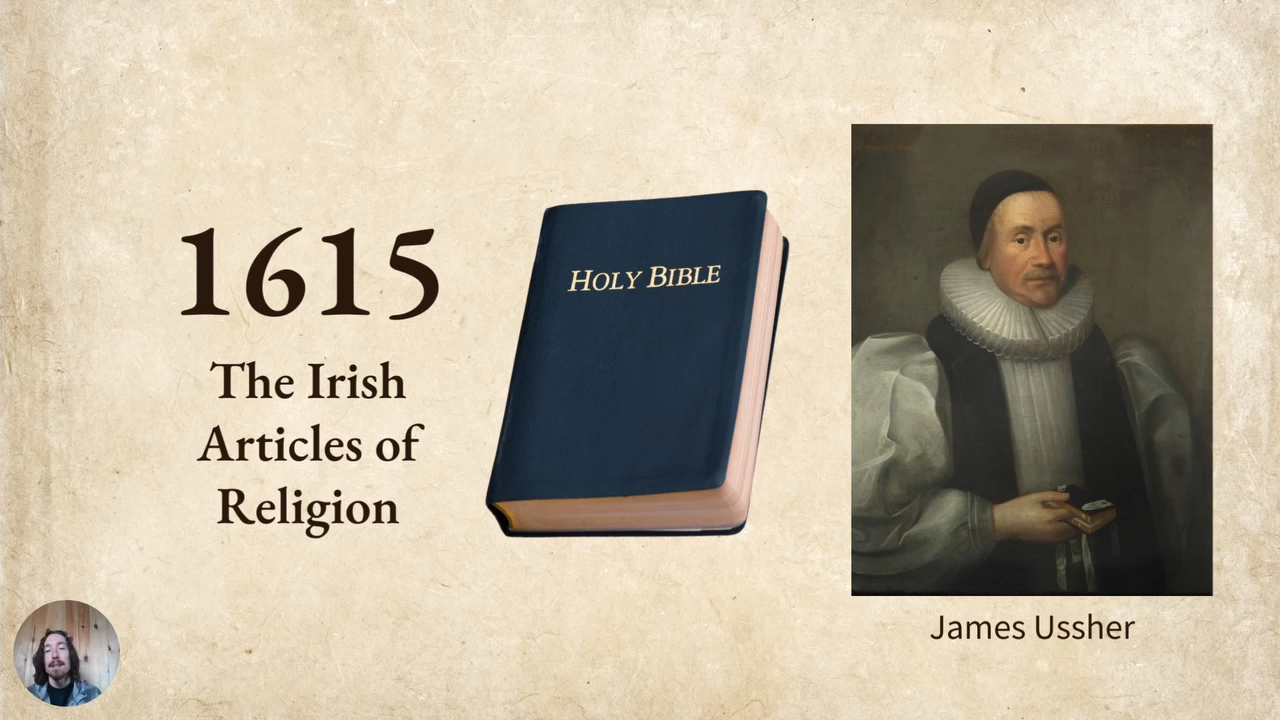 1615
The Irish
Articles of
Religion
HOLY BIBLE
James Ussher